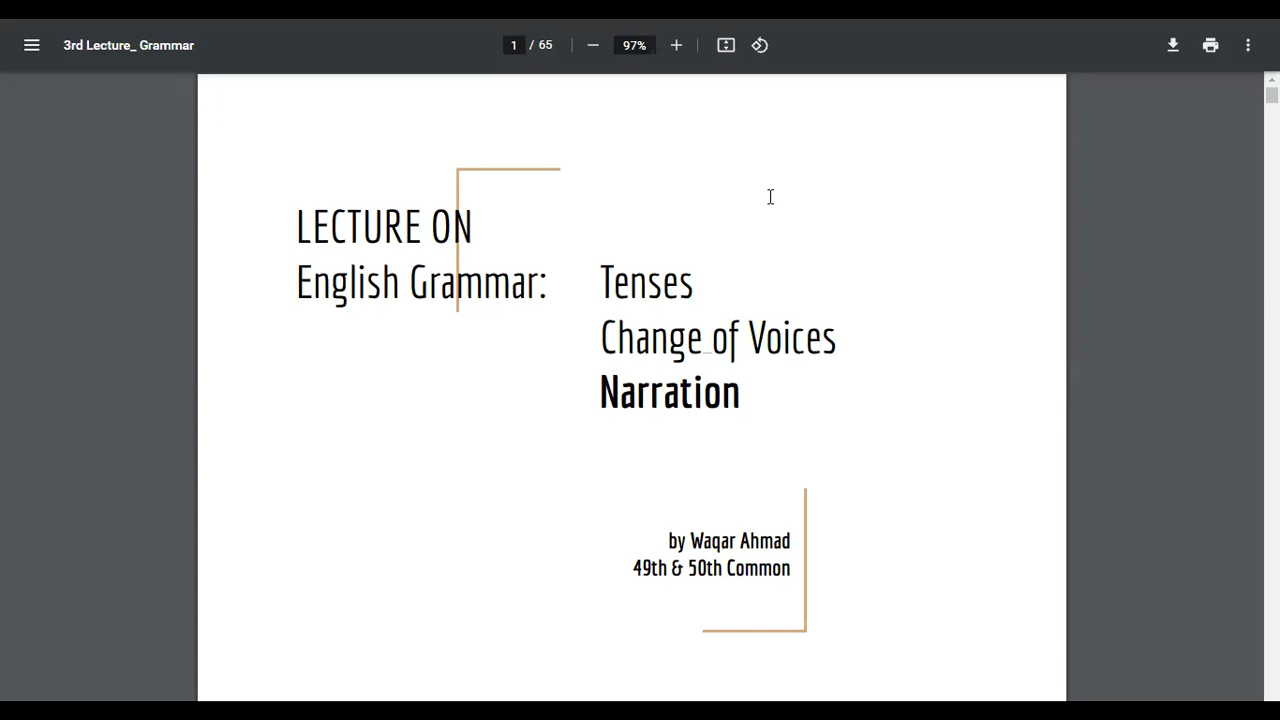 3rd Lecture_ Grammar
1 / 65
97%
LECTURE ON
English Grammar: Tenses
Change of Voices
Narration
by Waqar Ahmad
49th & 50th Common